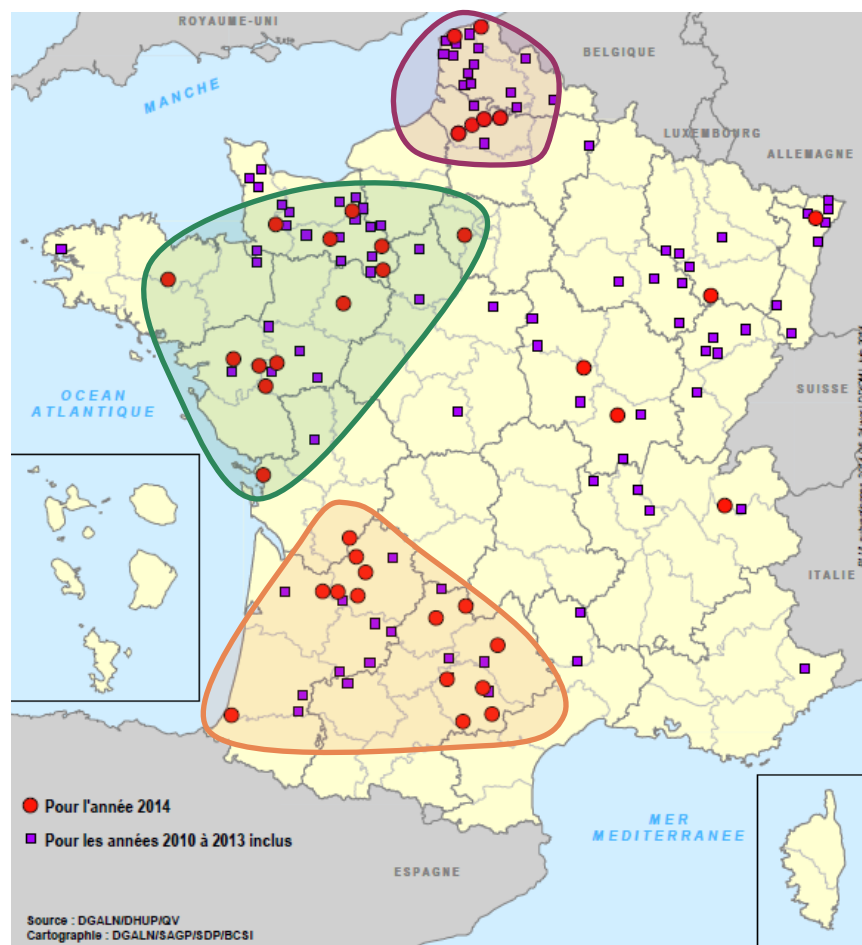 ROYAUME-UNI
BELGIQUE
MANCHE
LUXEMBOURG
ALLEMAGNE
OCEAN
ATLANTIQUE
SUISSE
ITALIE
Pour l'année 2014
Pour les années 2010 à 2013 inclus
MER
MEDITERRANEE
ESPAGNE
Source : DGALN/DHUP/QV
Cartographie : DGALN/SAGP/SDP/BCSI